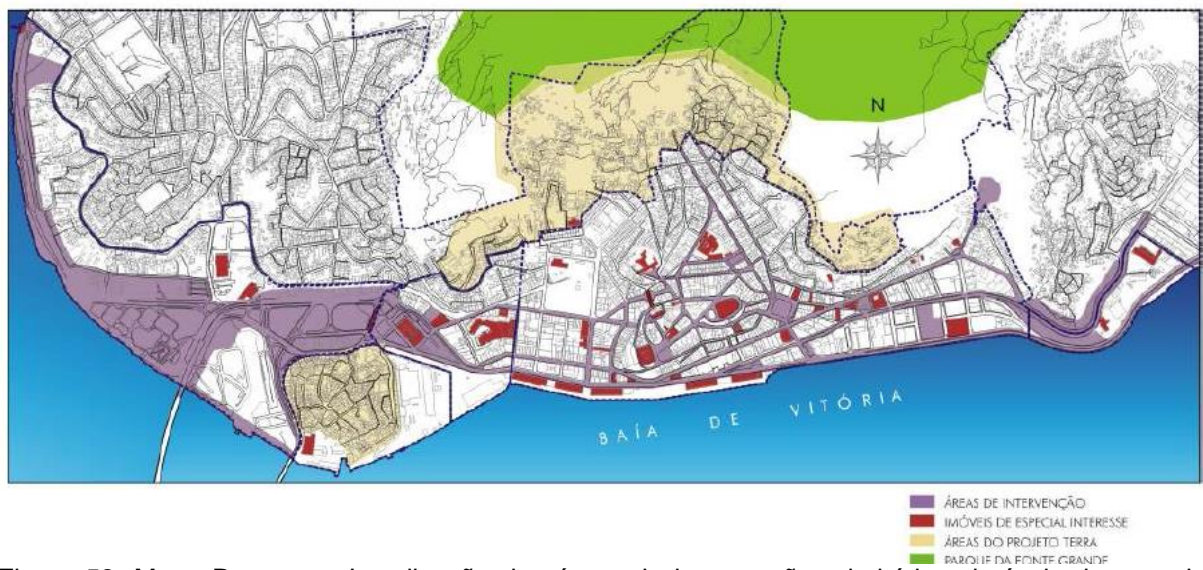 N
BAÍA DE VITÓRIA
ÁREAS DE INTERVENÇÃO
IMÓVEIS DE ESPECIAL INTERESSE
ÁREAS DO PROJETO TERRA
PARQUE DA FONTE GRANDE